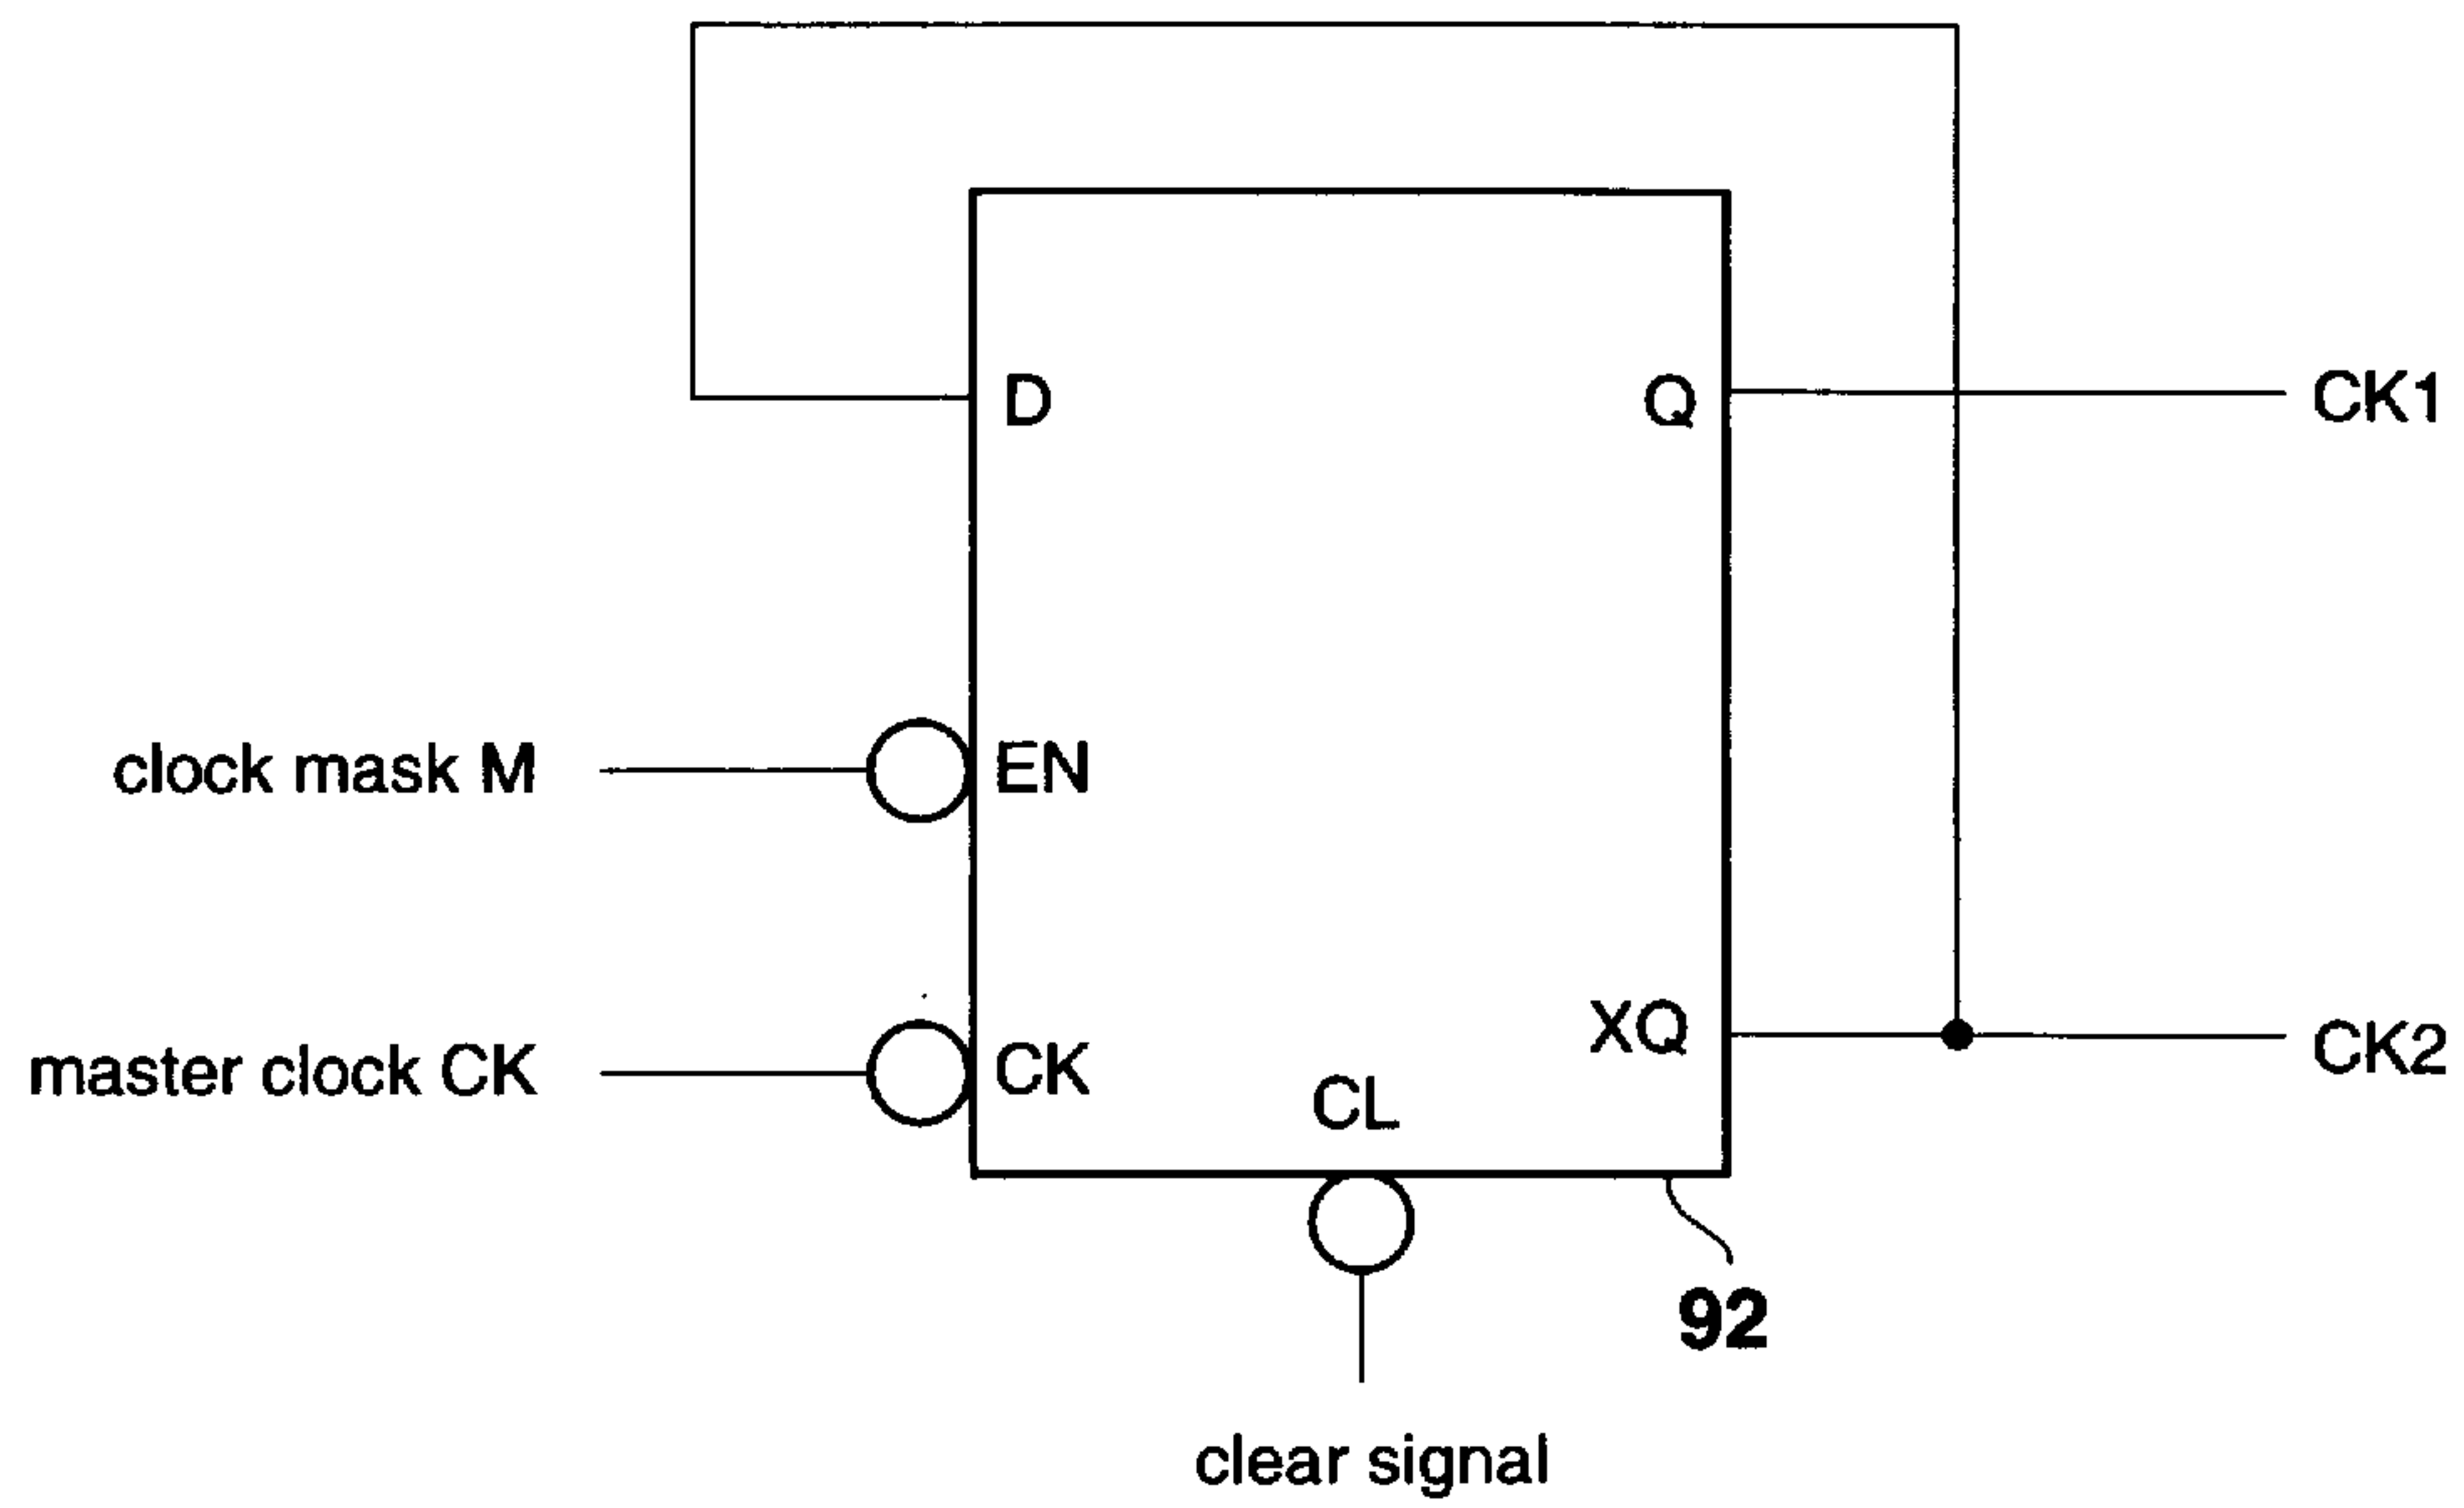 D
Q
CK1
clock mask M
EN
master clock CK
CK
XQ
CK2
CL
92
clear signal